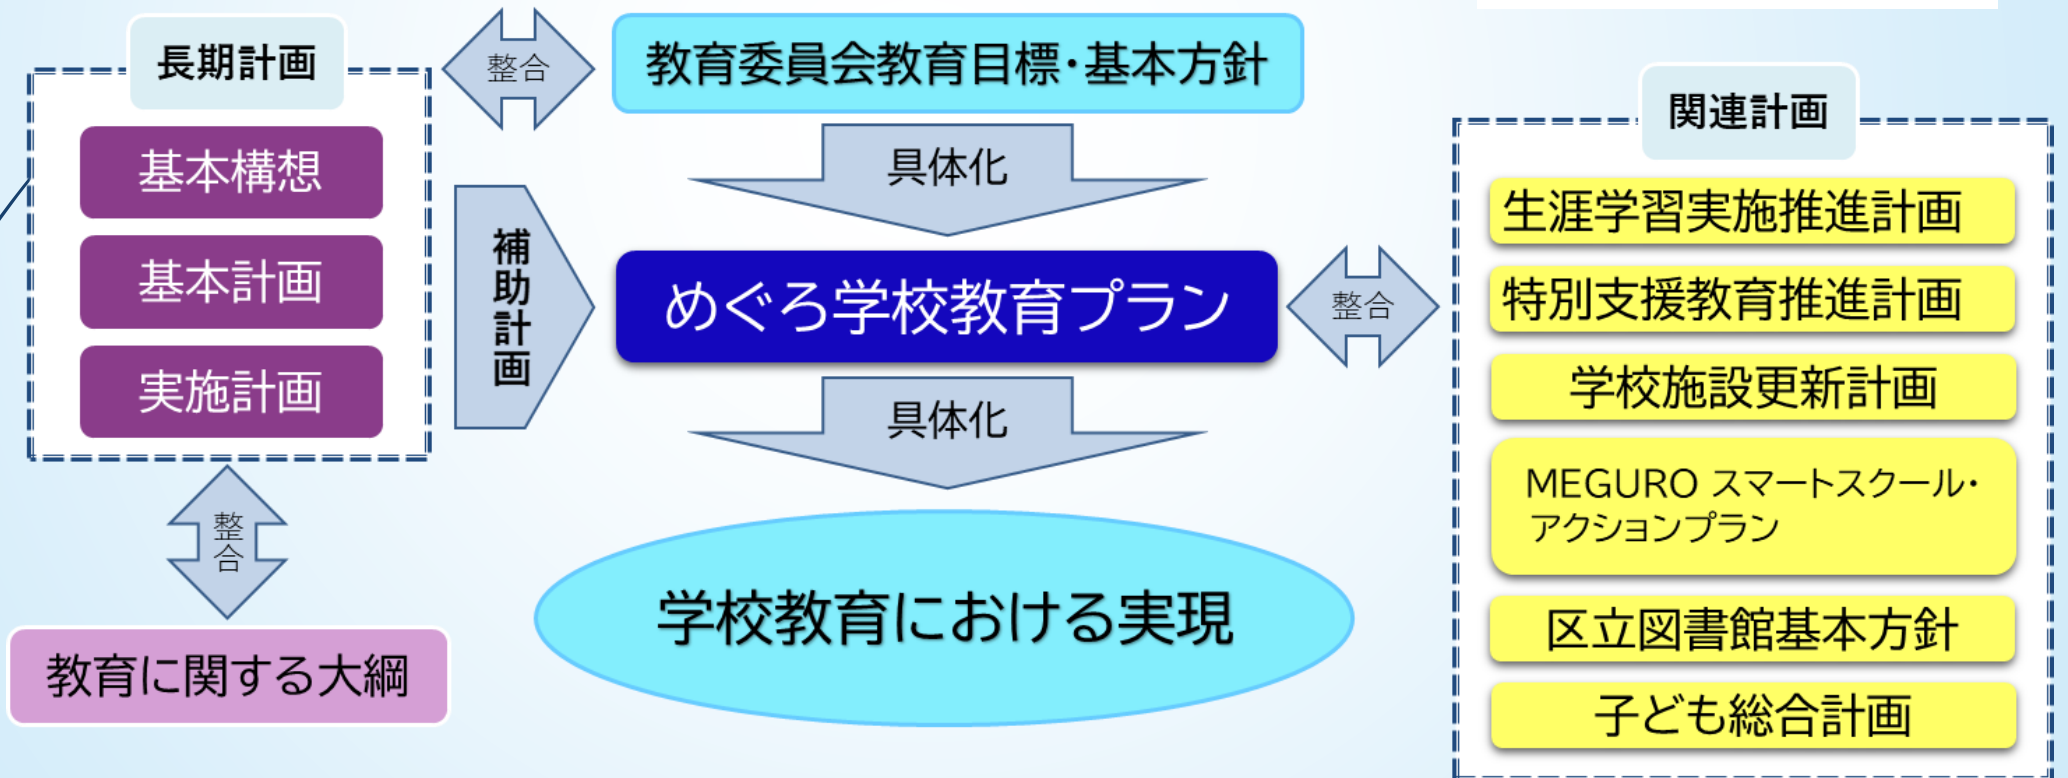 長期計画
基本構想
基本計画
実施計画
整合
教育に関する大綱
整合
補助計画
教育委員会教育目標・基本方針
具体化
めぐろ学校教育プラン
具体化
学校教育における実現
整合
関連計画
生涯学習実施推進計画
特別支援教育推進計画
学校施設更新計画
MEGURO スマートスクール・
アクションプラン
区立図書館基本方針
子ども総合計画